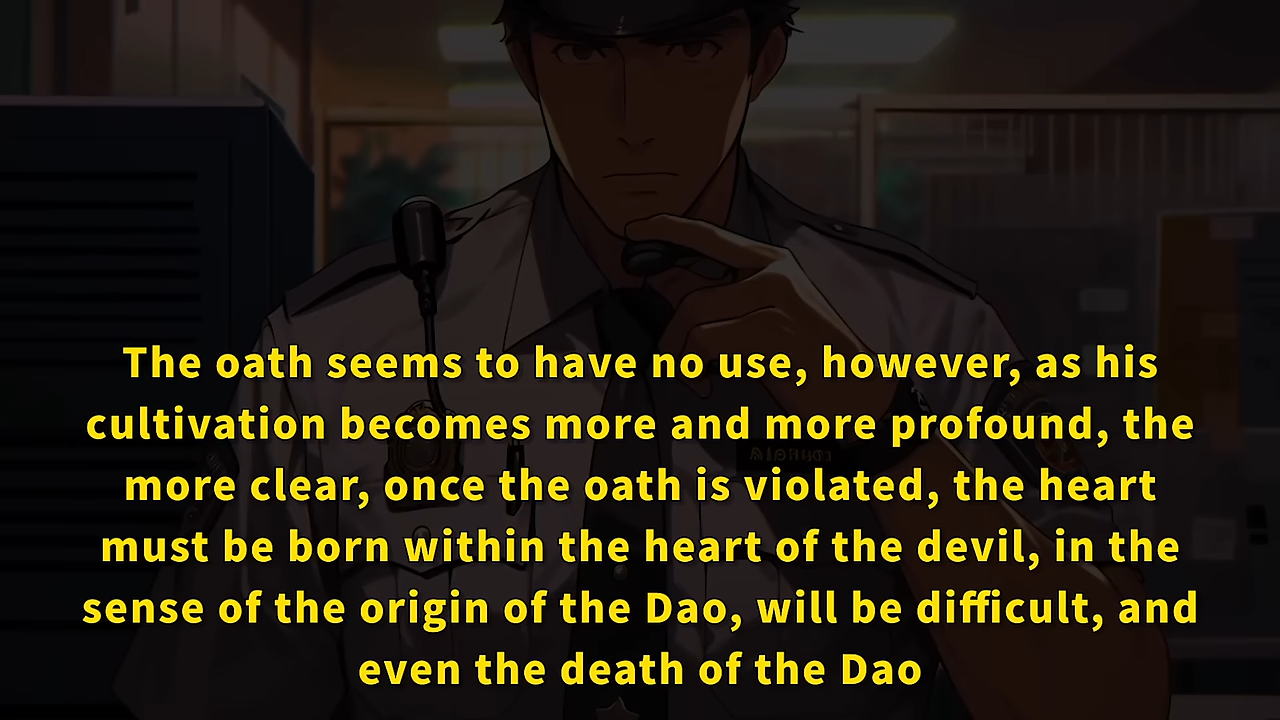 The oath seems to have no use, however, as his
cultivation becomes more and more profound, the
more clear, once the oath is violated, the heart
must be born within the heart of the devil, in the
sense of the origin of the Dao, will be difficult, and
even the death of the Dao